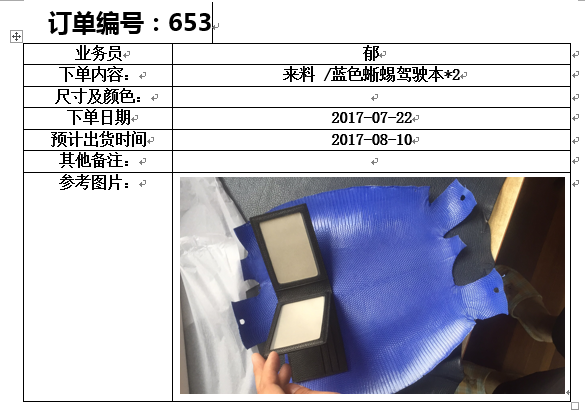 订单编号：653
业务员 郁
下单内容： 来料 /蓝色蜥蜴驾驶本*2
尺寸及颜色：
下单日期 2017-07-22
预计出货时间 2017-08-10
其他备注：
参考图片：